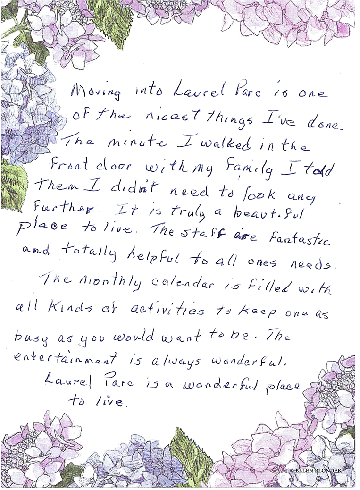 Moving into Laurel Parc is one
of the nicest things I've done.
The minute I walked in the
front door with my family I told
them I didn't need to look any
further. It is truly a beautiful
place to live. The staff are fantastic
and totally helpful to all ones needs.
The monthly calendar is filled with
all kinds of activities to keep one as
busy as you would want to be. The
entertainment is always wonderful.
Laurel Parc is a wonderful place
to live.